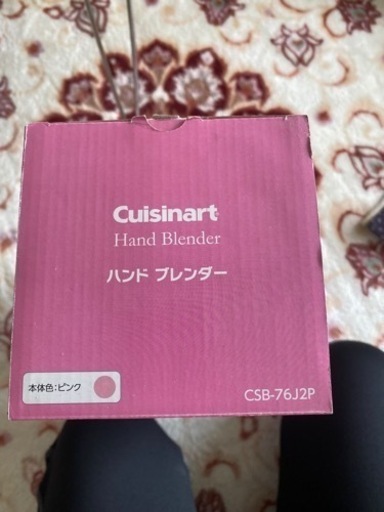 Cuisinart
Hand Blender
ハンド ブレンダー
本体色:ピンク
CSB-76J2P